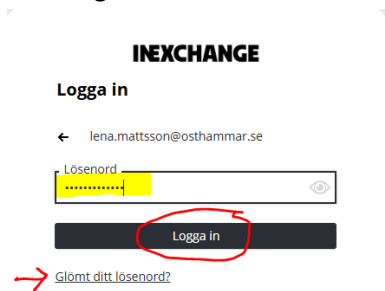 INEXCHANGE
Logga in
← lena.mattsson@osthammar.se
Lösenord
•••••••••••••
Logga in
Glömt ditt lösenord?